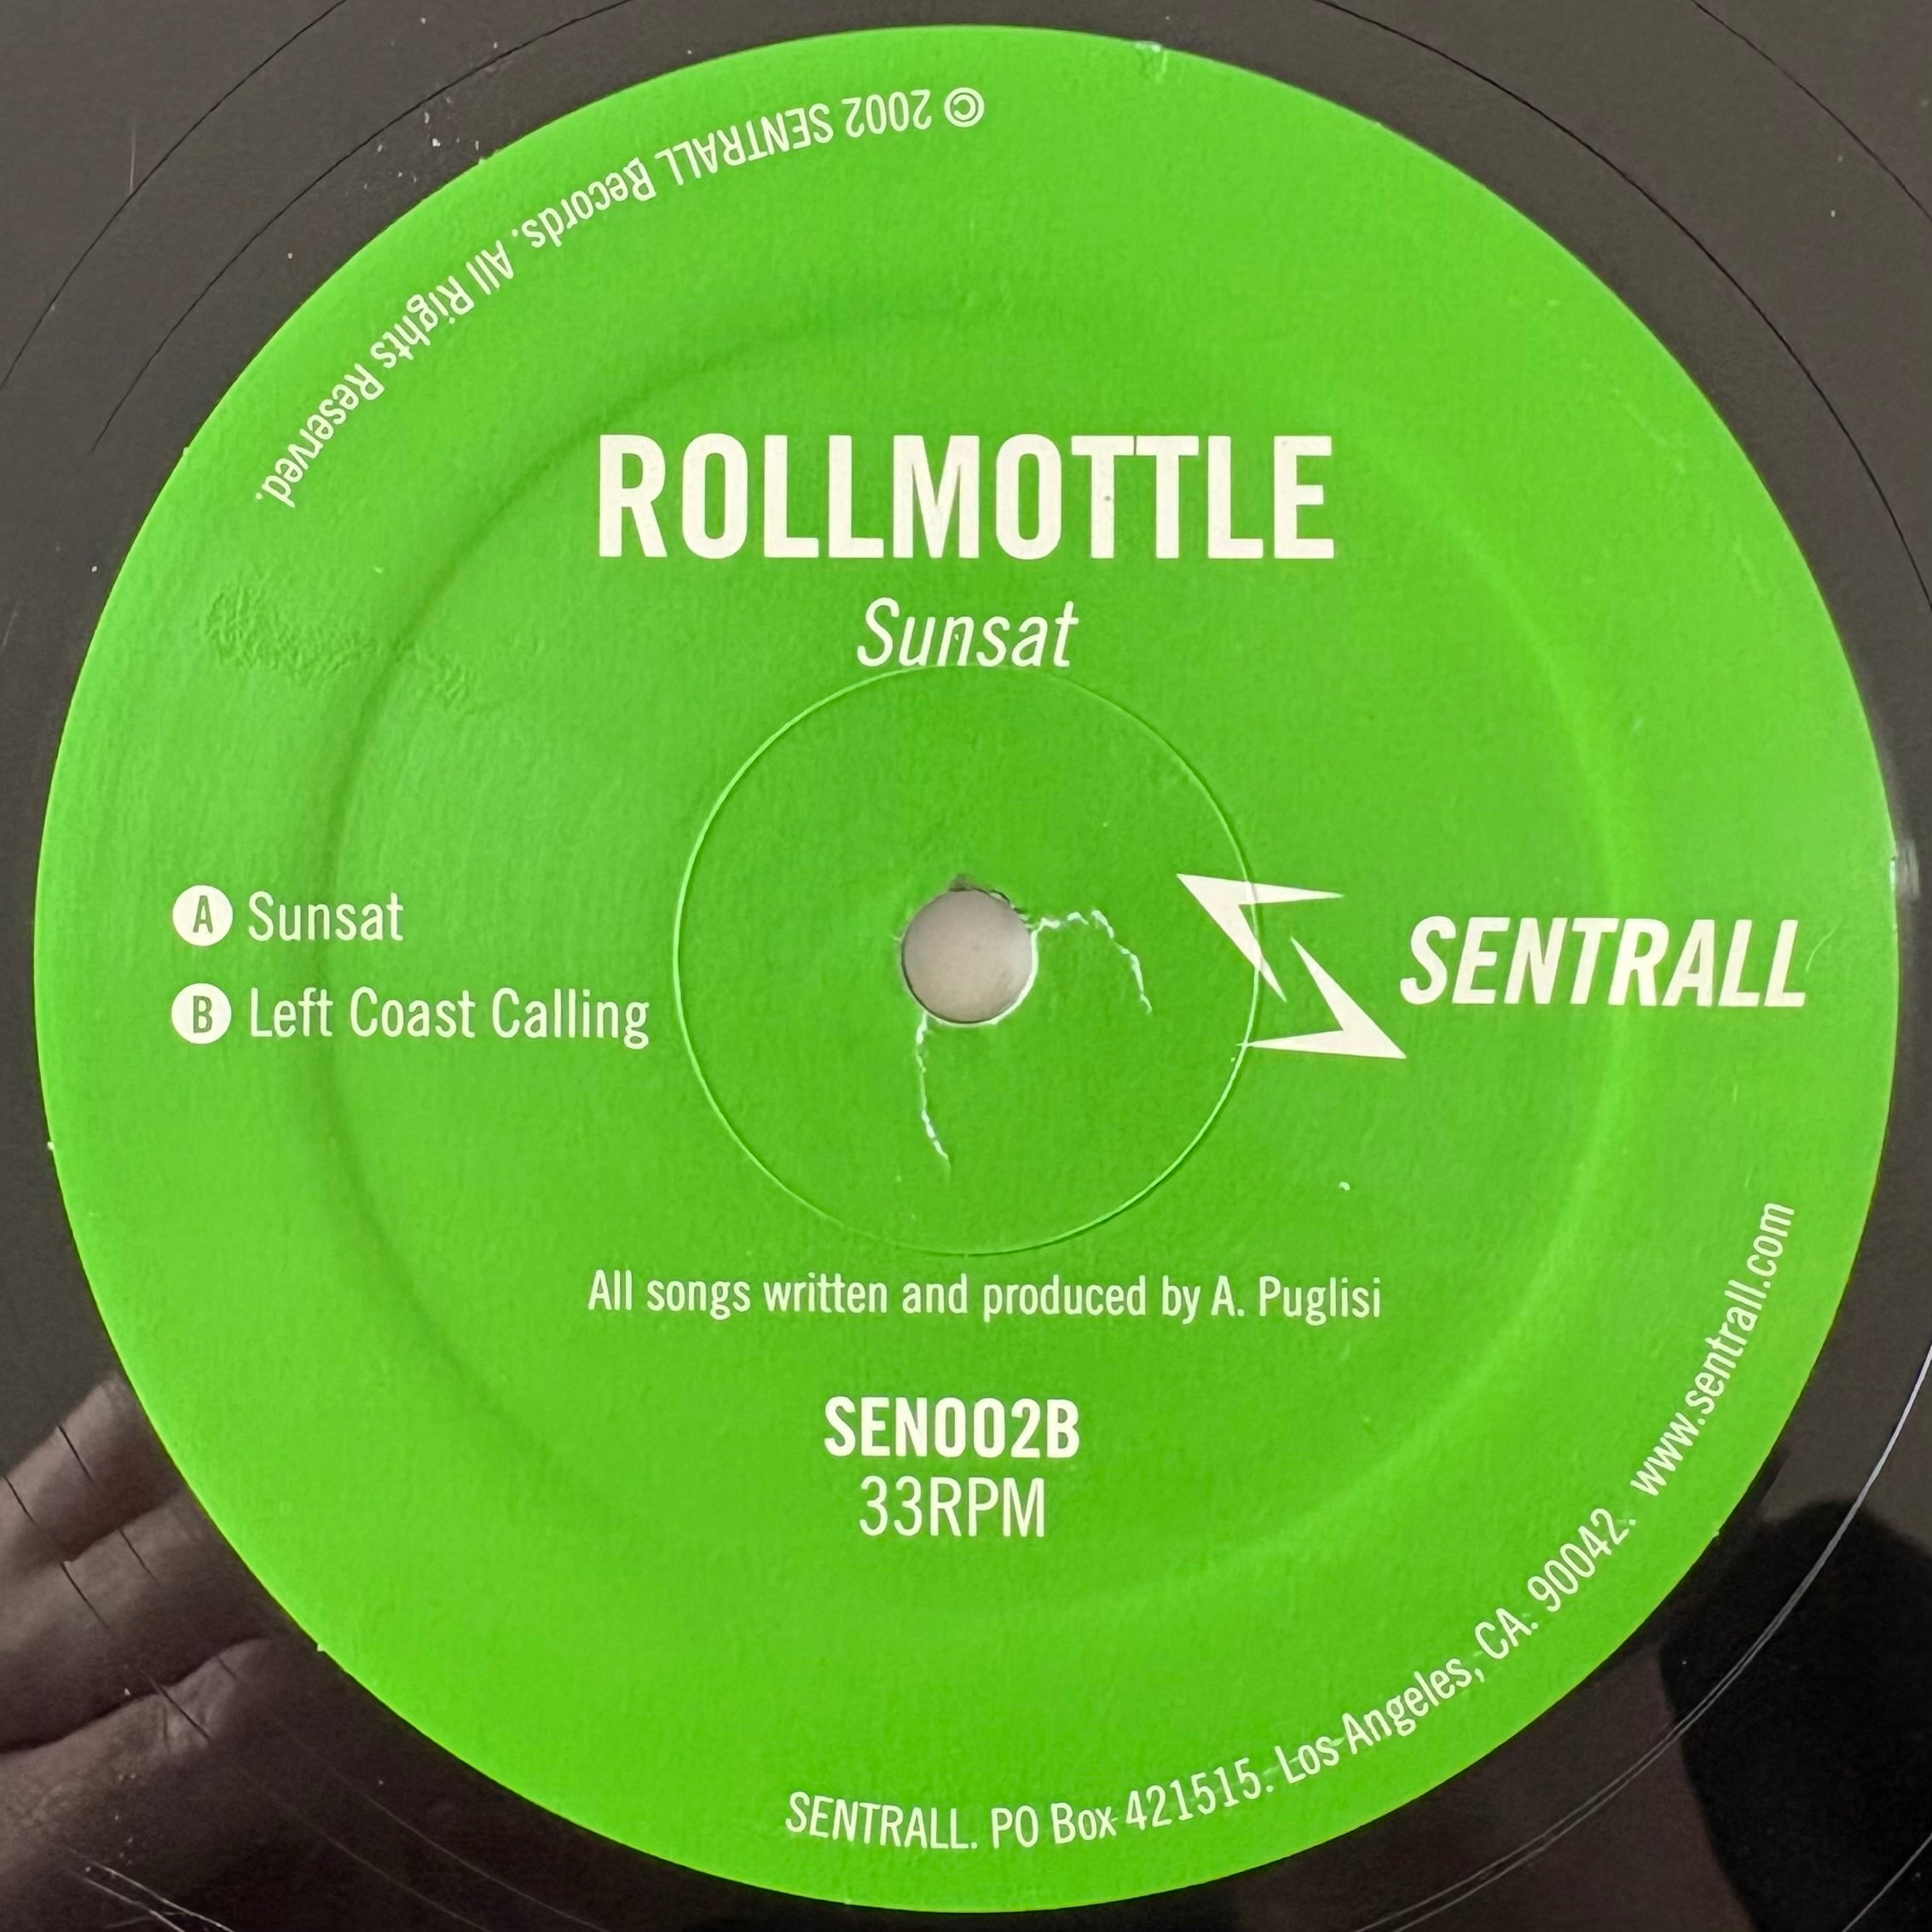 © 2002 SENTRALL Records. All Rights Reserved.
ROLLMOTTLE
Sunsat
A Sunsat
B Left Coast Calling
SENTRALL
All songs written and produced by A. Puglisi
SEN002B
33RPM
SENTRALL. PO Box 421515. Los Angeles, CA. 90042. www.sentrall.com